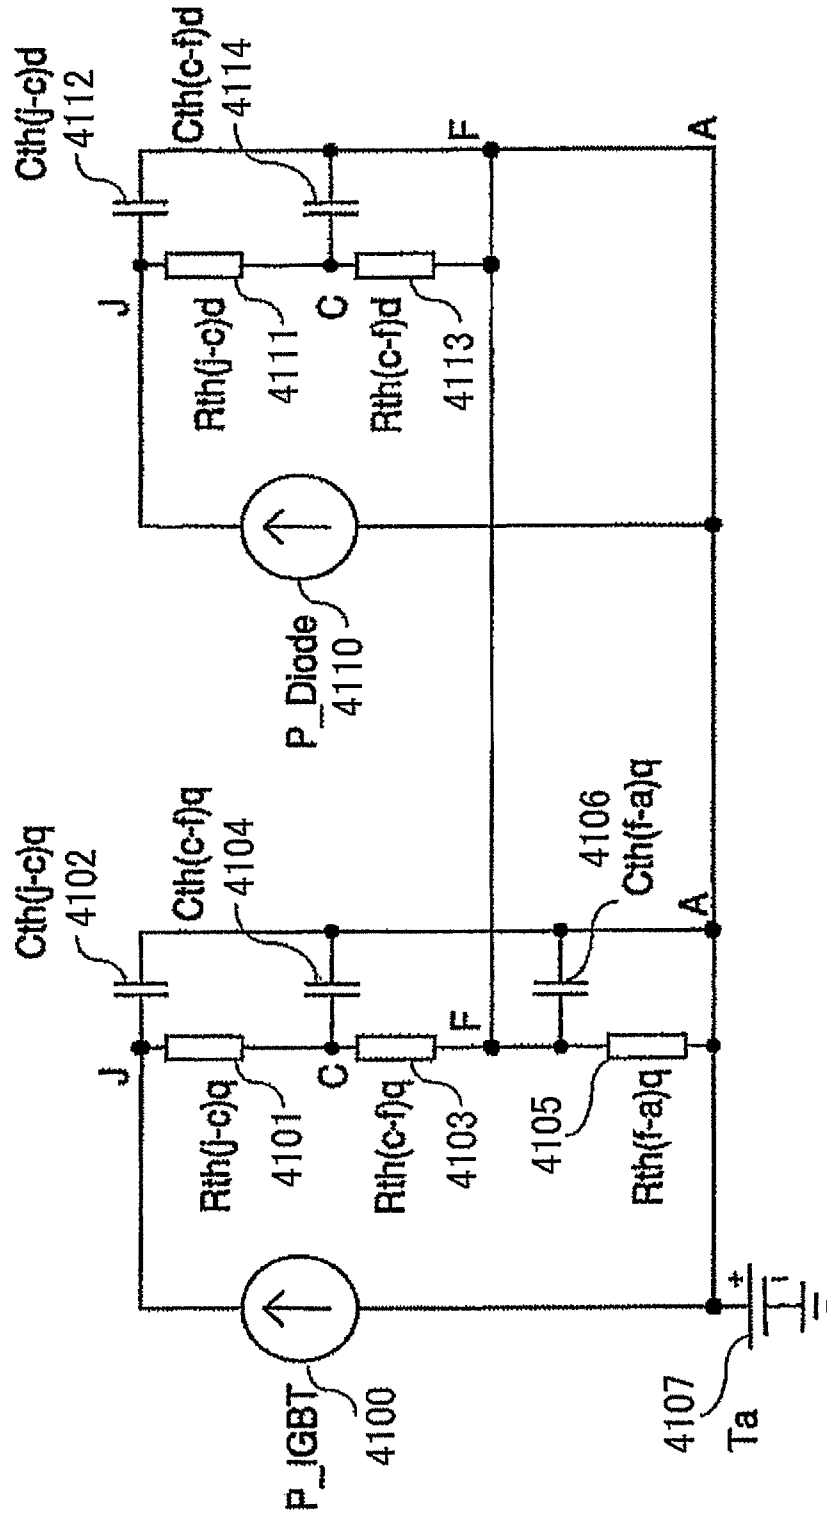 Cth(j-c)q
4102
Cth(j-c)d
4112
Cth(c-f)q
4104
Cth(c-f)d
4114
J
J
Rth(j-c)q
4101
Rth(j-c)d
4111
P_IGBT
4100
P_Diode
4110
C
C
Rth(c-f)q
4103
Rth(c-f)d
4113
F
F
4105
Rth(f-a)q
4106
Cth(f-a)q
A
A
4107
Ta
+
-